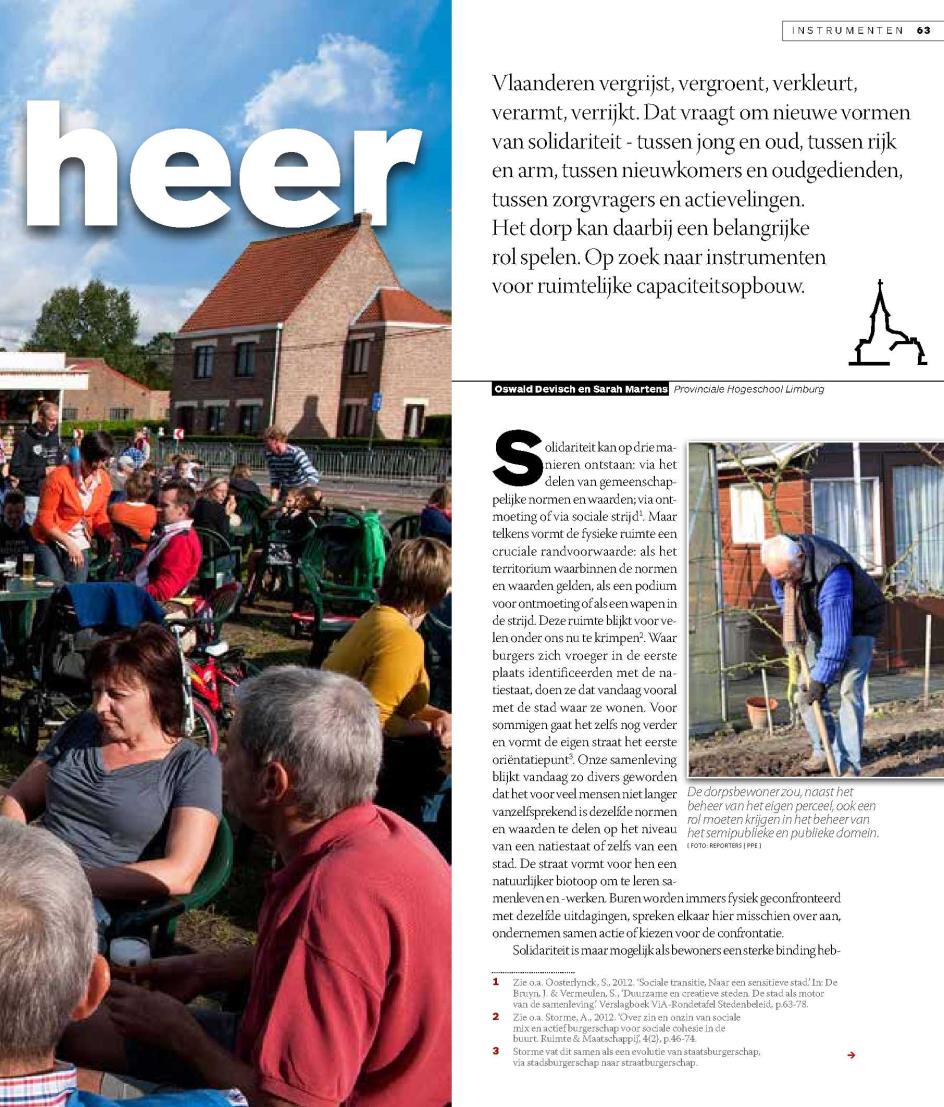 heer
INSTRUMENTEN 63
Vlaanderen vergrijst, vergroent, verkleurt,
verarmt, verrijkt. Dat vraagt om nieuwe vormen
van solidariteit - tussen jong en oud, tussen rijk
en arm, tussen nieuwkomers en oudgedienden,
tussen zorgvragers en actievelingen.
Het dorp kan daarbij een belangrijke
rol spelen. Op zoek naar instrumenten
voor ruimtelijke capaciteitsopbouw.
Oswald Devisch en Sarah Martens Provinciale Hogeschool Limburg
Solidariteit kan op drie ma-
nieren ontstaan: via het
delen van gemeenschap-
pelijke normen en waarden; via ont-
moeting of via sociale strijd¹. Maar
telkens vormt de fysieke ruimte een
cruciale randvoorwaarde: als het
territorium waarbinnen de normen
en waarden gelden, als een podium
voor ontmoeting of als een wapen in
de strijd. Deze ruimte blijkt voor ve-
len onder ons nu te krimpen². Waar
burgers zich vroeger in de eerste
plaats identificeerden met de na-
tiestaat, doen ze dat vandaag vooral
met de stad waar ze wonen. Voor
sommigen gaat het zelfs nog verder
en vormt de eigen straat het eerste
oriëntatiepunt³. Onze samenleving
blijkt vandaag zo divers geworden
dat het voor veel mensen niet langer
vanzelfsprekend is dezelfde normen
en waarden te delen op het niveau
van een natiestaat of zelfs van een
stad. De straat vormt voor hen een
natuurlijker biotoop om te leren sa-
menleven en -werken. Buren worden immers fysiek geconfronteerd
met dezelfde uitdagingen, spreken elkaar hier misschien over aan,
ondernemen samen actie of kiezen voor de confrontatie.
Solidariteit is maar mogelijk als bewoners een sterke binding heb-
De dorpsbewoner zou, naast het
beheer van het eigen perceel, ook een
rol moeten krijgen in het beheer van
het semipublieke en publieke domein.
[ FOTO: REPORTERS | PPE ]
1 Zie o.a. Oosterlynck, S., 2012. 'Sociale transitie, Naar een sensitieve stad.' In: De
Bruyn, J. & Vermeulen, S., 'Duurzame en creatieve steden. De stad als motor
van de samenleving.' Verslagboek ViA-Rondetafel Stedenbeleid, p.63-78.
2 Zie o.a. Storme, A., 2012. 'Over zin en onzin van sociale
mix en actief burgerschap voor sociale cohesie in de
buurt. Ruimte & Maatschappij', 4(2), p.46-74.
3 Storme vat dit samen als een evolutie van staatsburgerschap,
via stadsburgerschap naar straatburgerschap.